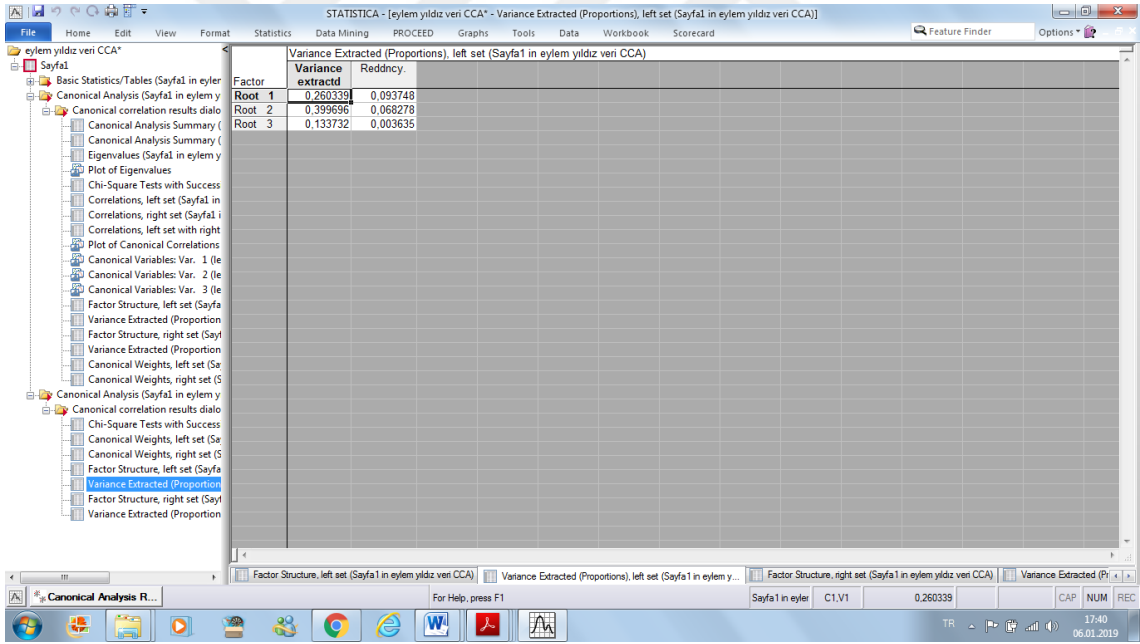 STATISTICA - [eylem yıldız veri CCA* - Variance Extracted (Proportions), left set (Sayfa1 in eylem yıldız veri CCA)]
File Home Edit View Format Statistics Data Mining PROCEED Graphs Tools Data Workbook Scorecard Feature Finder Options
eylem yıldız veri CCA*
Sayfa1
Basic Statistics/Tables (Sayfa1 in eyler
Canonical Analysis (Sayfa1 in eylem y
Canonical correlation results dialo
Canonical Analysis Summary (
Canonical Analysis Summary (
Eigenvalues (Sayfa1 in eylem y
Plot of Eigenvalues
Chi-Square Tests with Success
Correlations, left set (Sayfa1 in
Correlations, right set (Sayfa1 i
Correlations, left set with right
Plot of Canonical Correlations
Canonical Variables: Var. 1 (le
Canonical Variables: Var. 2 (le
Canonical Variables: Var. 3 (le
Factor Structure, left set (Sayfa
Variance Extracted (Proportion
Factor Structure, right set (Sayf
Variance Extracted (Proportion
Canonical Weights, left set (Sa
Canonical Weights, right set (S
Canonical Analysis (Sayfa1 in eylem y
Canonical correlation results dialo
Chi-Square Tests with Success
Canonical Weights, left set (Sa
Canonical Weights, right set (S
Factor Structure, left set (Sayfa
Variance Extracted (Proportion
Factor Structure, right set (Sayf
Variance Extracted (Proportion
Variance Extracted (Proportions), left set (Sayfa1 in eylem yıldız veri CCA)
Factor Variance extractd Reddncy.
Root 1 0,260339 0,093748
Root 2 0,399696 0,068278
Root 3 0,133732 0,003635
Factor Structure, left set (Sayfa1 in eylem yıldız veri CCA) Variance Extracted (Proportions), left set (Sayfa1 in eylem y... Factor Structure, right set (Sayfa1 in eylem yıldız veri CCA) Variance Extracted (Pr
Canonical Analysis R... For Help, press F1 Sayfa1 in eyler C1,V1 0,260339 CAP NUM REC
TR 17:40
06.01.2019